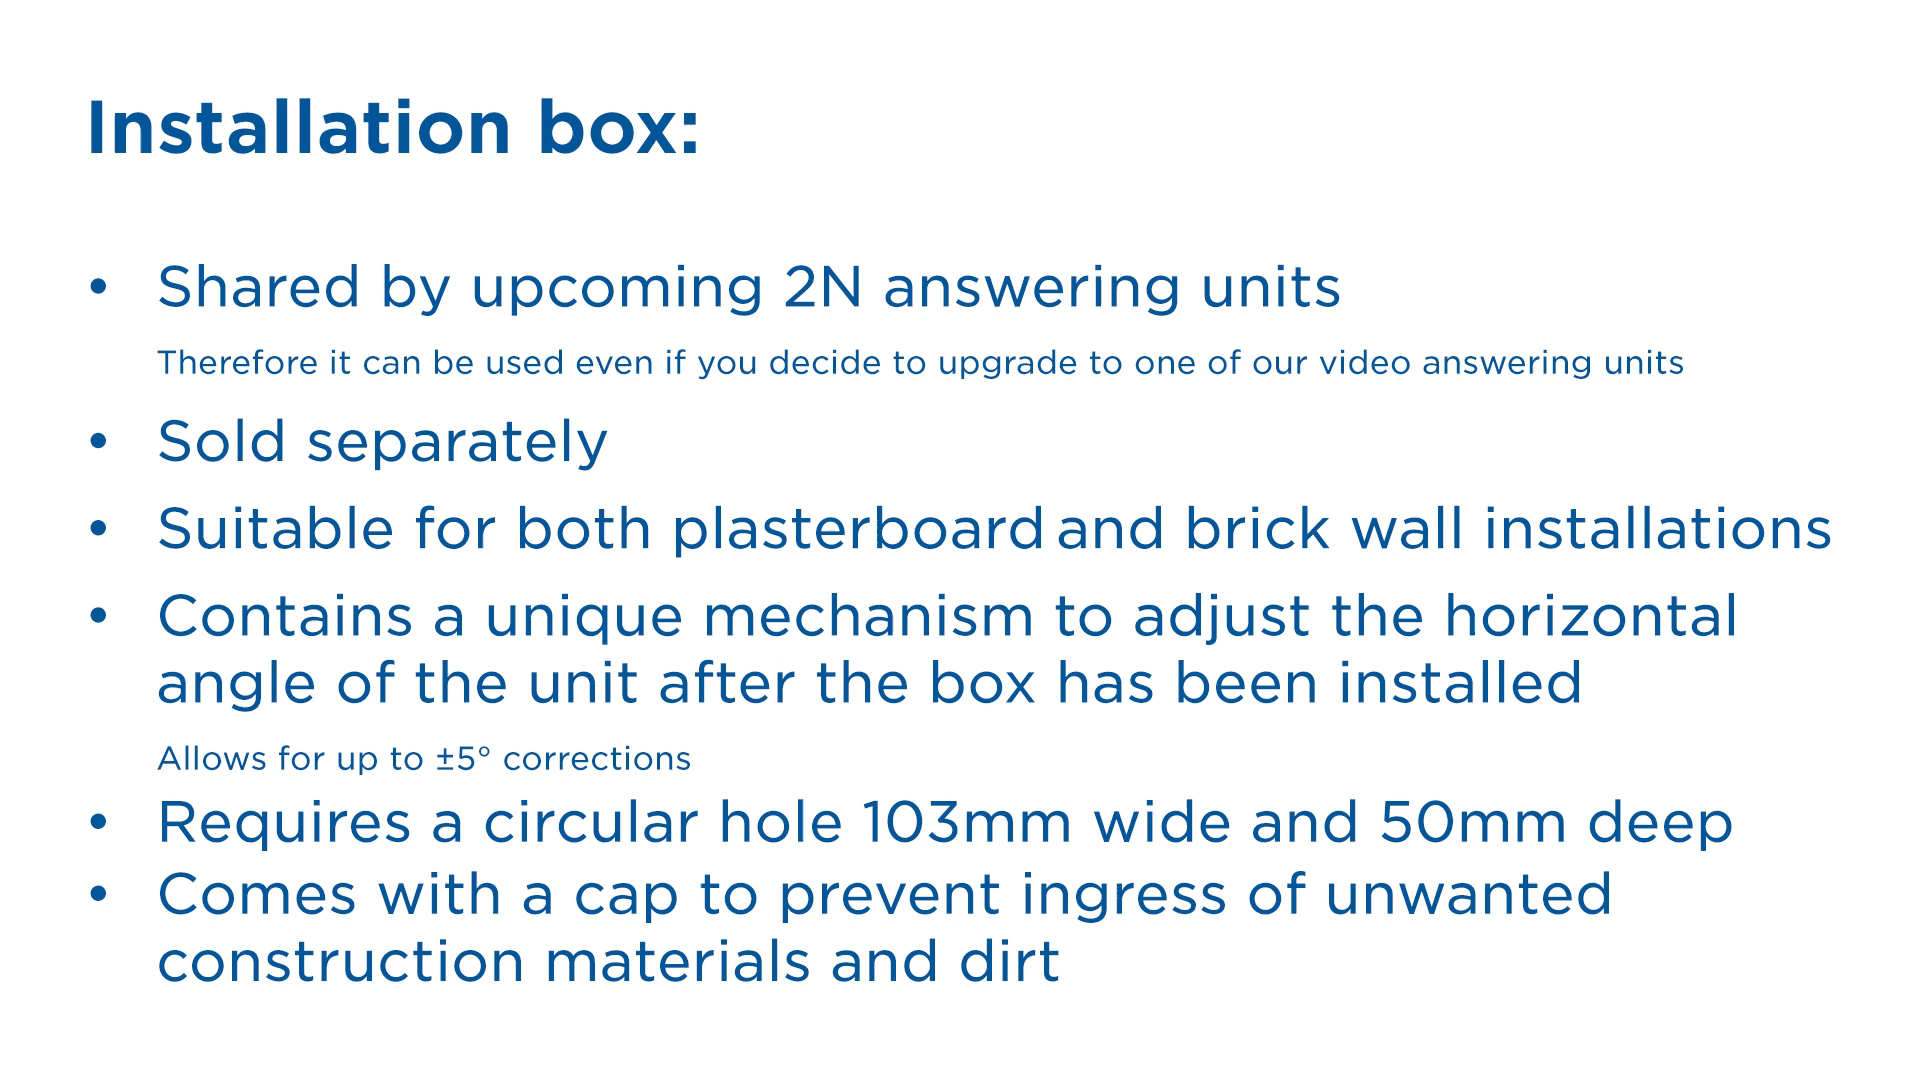 Installation box:
• Shared by upcoming 2N answering units
Therefore it can be used even if you decide to upgrade to one of our video answering units
• Sold separately
• Suitable for both plasterboard and brick wall installations
• Contains a unique mechanism to adjust the horizontal
angle of the unit after the box has been installed
Allows for up to ±5° corrections
• Requires a circular hole 103mm wide and 50mm deep
• Comes with a cap to prevent ingress of unwanted
construction materials and dirt